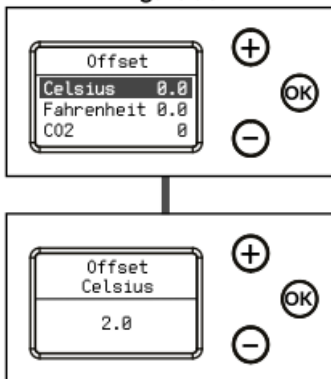 Offset
Celsius 0.0
Fahrenheit 0.0
CO2 0
+
OK
−
Offset
Celsius
2.0
+
OK
−